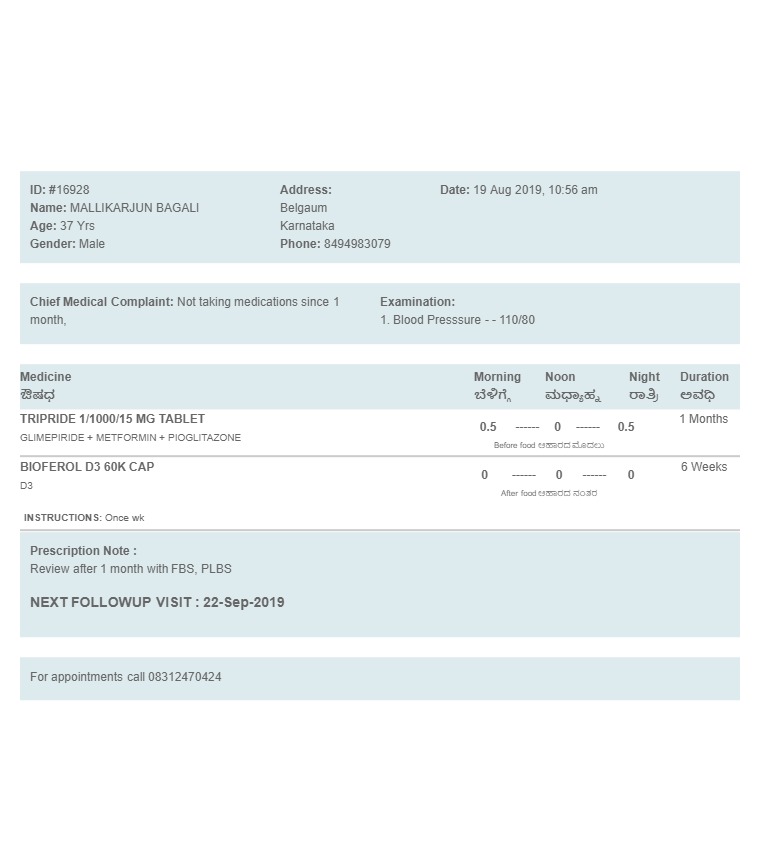 ID: #16928
Name: MALLIKARJUN BAGALI
Age: 37 Yrs
Gender: Male
Address:
Belgaum
Karnataka
Phone: 8494983079
Date: 19 Aug 2019, 10:56 am
Chief Medical Complaint: Not taking medications since 1
month,
Examination:
1. Blood Presssure - - 110/80
Medicine Morning Noon Night Duration
ಔಷಧ ಬೆಳಿಗ್ಗೆ ಮಧ್ಯಾಹ್ನ ರಾತ್ರಿ ಅವಧಿ
TRIPRIDE 1/1000/15 MG TABLET 0.5 ------ 0 ------ 0.5 1 Months
GLIMEPIRIDE + METFORMIN + PIOGLITAZONE
Before food ಆಹಾರದ ಮೊದಲು
BIOFEROL D3 60K CAP 0 ------ 0 ------ 0 6 Weeks
D3
After food ಆಹಾರದ ನಂತರ
INSTRUCTIONS: Once wk
Prescription Note :
Review after 1 month with FBS, PLBS
NEXT FOLLOWUP VISIT : 22-Sep-2019
For appointments call 08312470424